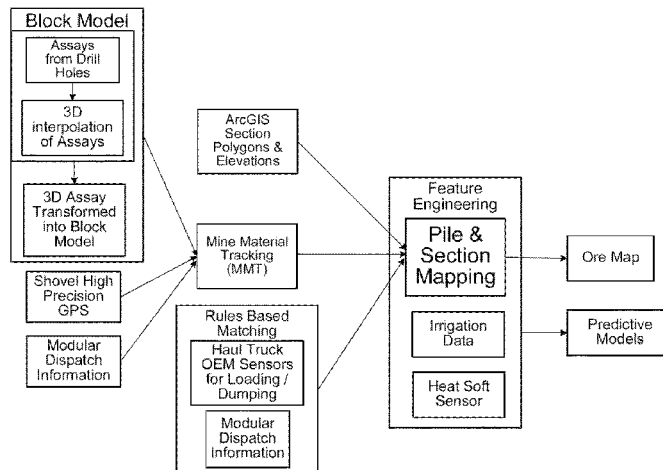 Block Model
Assays
from Drill
Holes
3D
interpolation
of Assays
3D Assay
Transformed
into Block
Model
Shovel High
Precision
GPS
Modular
Dispatch
Information
ArcGIS
Section
Polygons &
Elevations
Mine Material
Tracking
(MMT)
Rules Based
Matching
Haul Truck
OEM Sensors
for Loading /
Dumping
Modular
Dispatch
Information
Feature
Engineering
Pile &
Section
Mapping
Irrigation
Data
Heat Soft
Sensor
Ore Map
Predictive
Models